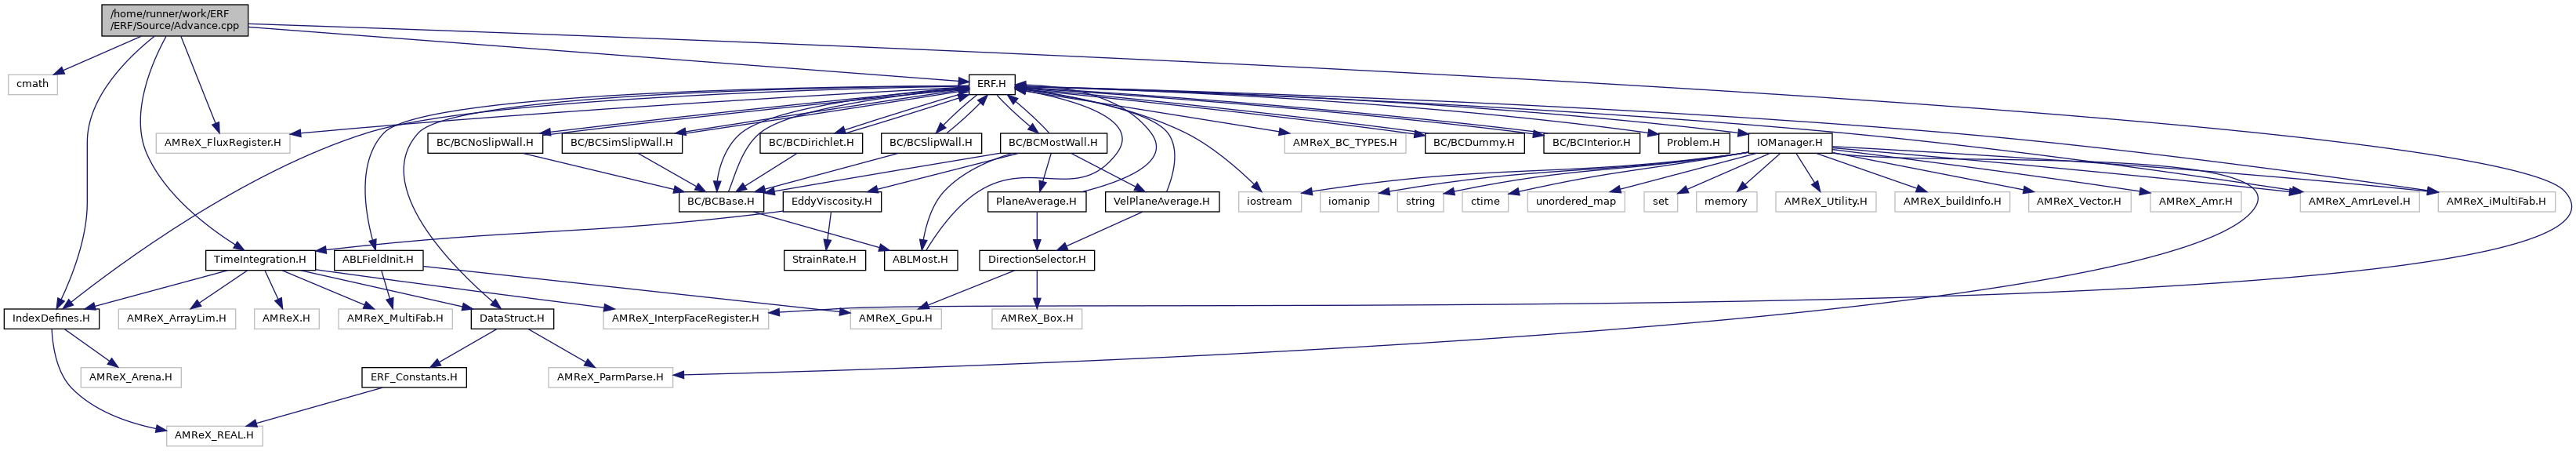 /home/runner/work/ERF
/ERF/Source/Advance.cpp
cmath
ERF.H
AMReX_FluxRegister.H
BC/BCNoSlipWall.H
BC/BCSimSlipWall.H
BC/BCDirichlet.H
BC/BCSlipWall.H
BC/BCMostWall.H
AMReX_BC_TYPES.H
BC/BCDummy.H
BC/BCInterior.H
Problem.H
IOManager.H
BC/BCBase.H
EddyViscosity.H
PlaneAverage.H
VelPlaneAverage.H
iostream
iomanip
string
ctime
unordered_map
set
memory
AMReX_Utility.H
AMReX_buildInfo.H
AMReX_Vector.H
AMReX_Amr.H
AMReX_AmrLevel.H
AMReX_iMultiFab.H
TimeIntegration.H
ABLFieldInit.H
StrainRate.H
ABLMost.H
DirectionSelector.H
IndexDefines.H
AMReX_ArrayLim.H
AMReX.H
AMReX_MultiFab.H
DataStruct.H
AMReX_InterpFaceRegister.H
AMReX_Gpu.H
AMReX_Box.H
AMReX_Arena.H
ERF_Constants.H
AMReX_ParmParse.H
AMReX_REAL.H